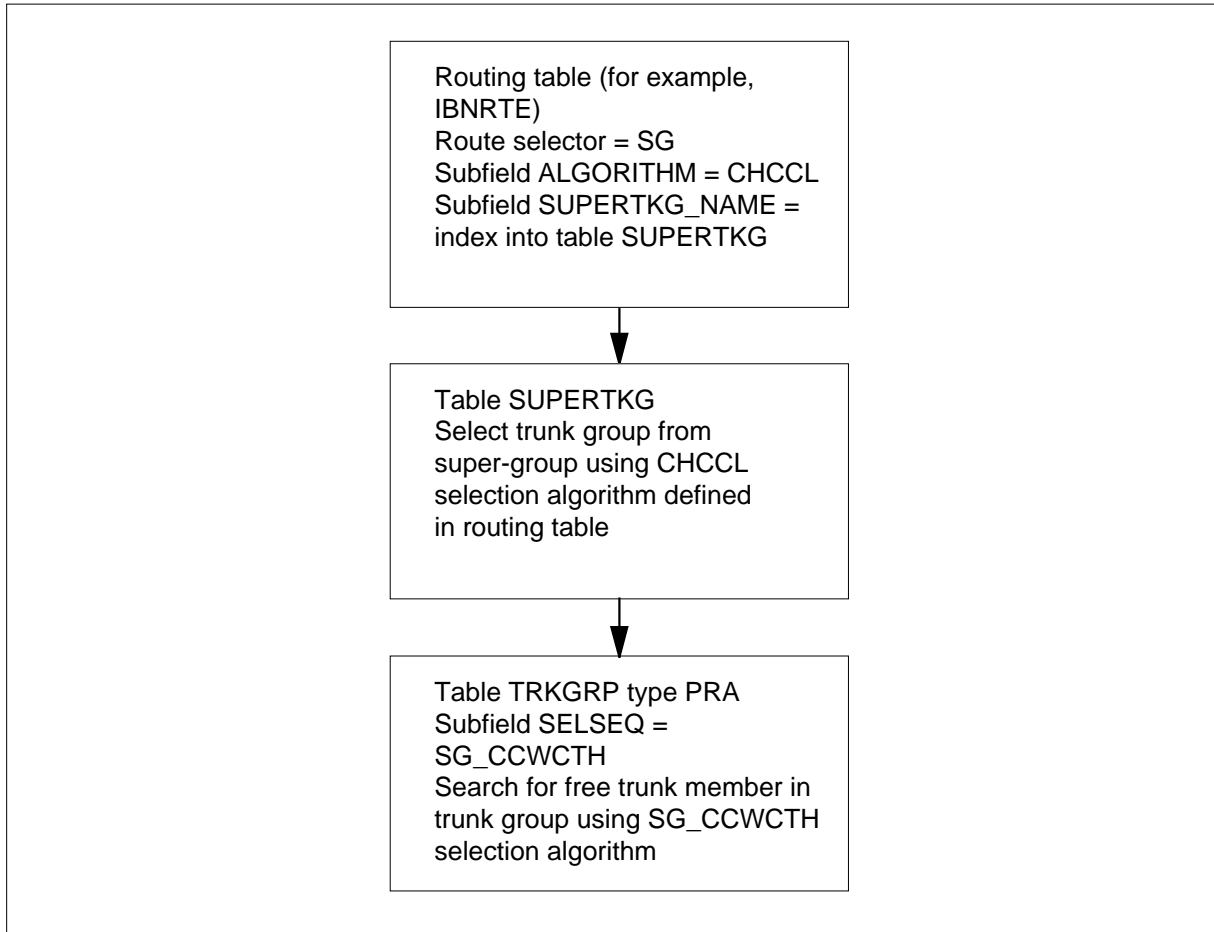 Routing table (for example,
IBNRTE)
Route selector = SG
Subfield ALGORITHM = CHCCL
Subfield SUPERTKG_NAME =
index into table SUPERTKG
Table SUPERTKG
Select trunk group from
super-group using CHCCL
selection algorithm defined
in routing table
Table TRKGRP type PRA
Subfield SELSEQ =
SG_CCWCTH
Search for free trunk member in
trunk group using SG_CCWCTH
selection algorithm